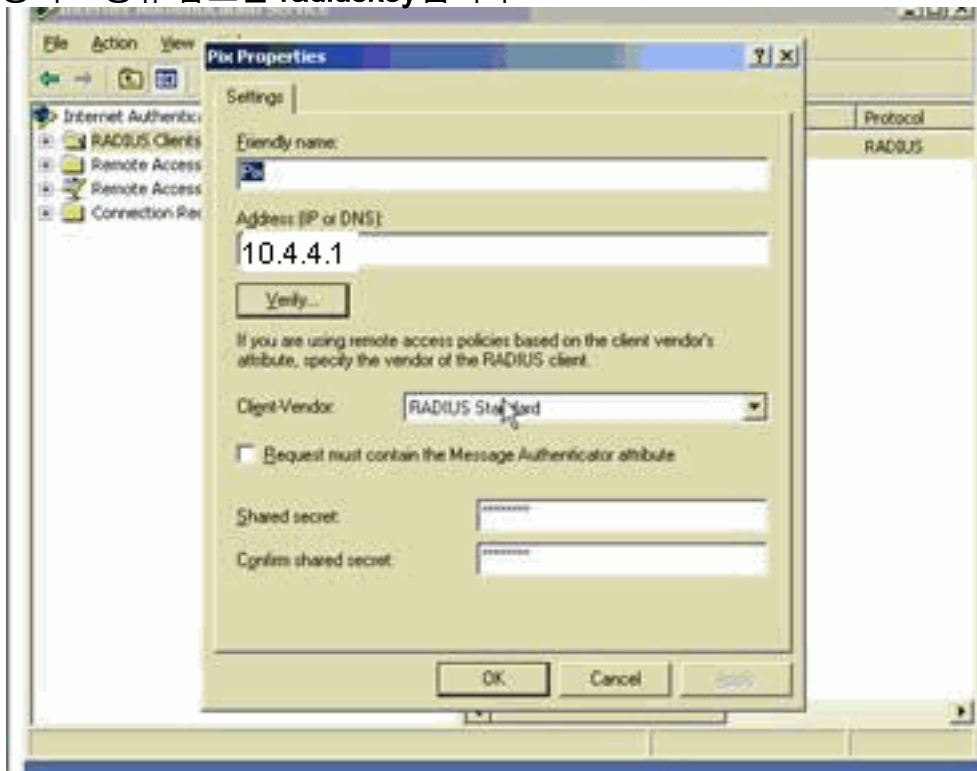 radiuskey
File Action View
Pix Properties
Settings
Internet Authentic
RADIUS Clients
Remote Access
Remote Access
Connection Req
Protocol
RADIUS
Friendly name:
Pix
Address (IP or DNS):
10.4.4.1
Verify...
If you are using remote access policies based on the client vendor's
attribute, specify the vendor of the RADIUS client.
Client-Vendor:
RADIUS Standard
Request must contain the Message Authenticator attribute
Shared secret:
********
Confirm shared secret:
********
OK Cancel Apply